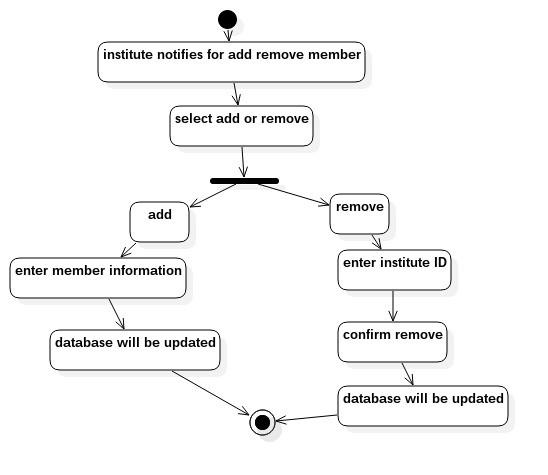 institute notifies for add remove member
select add or remove
add
remove
enter member information
enter institute ID
database will be updated
confirm remove
database will be updated